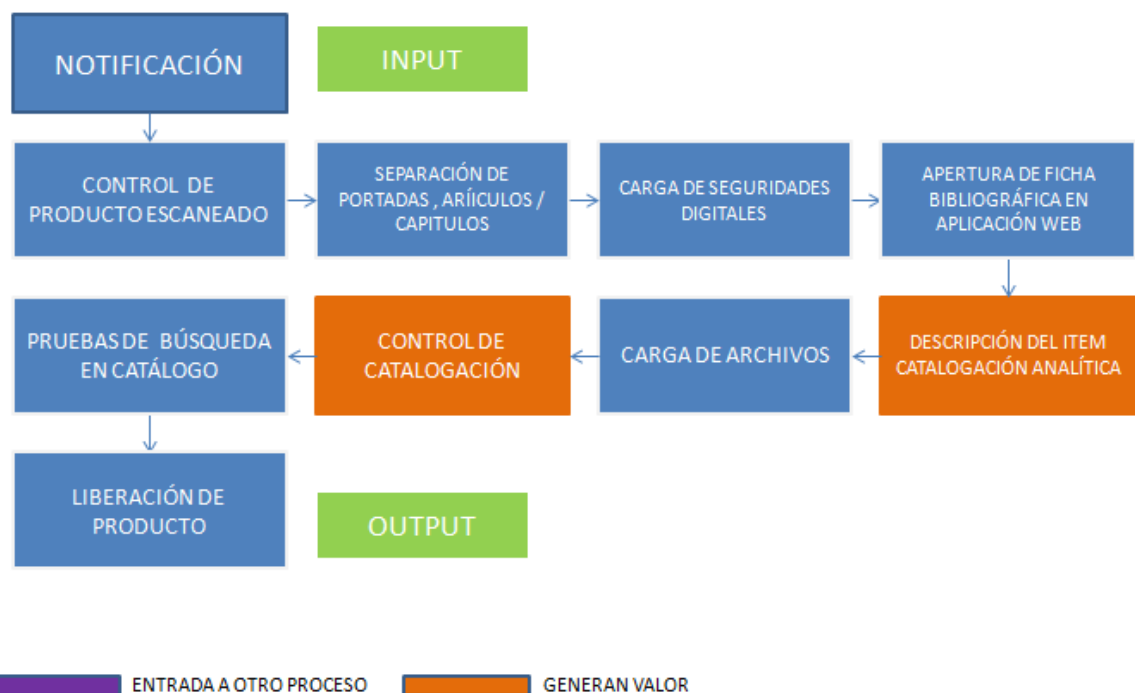 NOTIFICACIÓN
INPUT
CONTROL DE
PRODUCTO ESCANEADO
SEPARACIÓN DE
PORTADAS , ARÍICULOS /
CAPITULOS
CARGA DE SEGURIDADES
DIGITALES
APERTURA DE FICHA
BIBLIOGRÁFICA EN
APLICACIÓN WEB
DESCRIPCIÓN DEL ITEM
CATALOGACIÓN ANALÍTICA
CARGA DE ARCHIVOS
CONTROL DE
CATALOGACIÓN
PRUEBAS DE BÚSQUEDA
EN CATÁLOGO
LIBERACIÓN DE
PRODUCTO
OUTPUT
ENTRADA A OTRO PROCESO
GENERAN VALOR